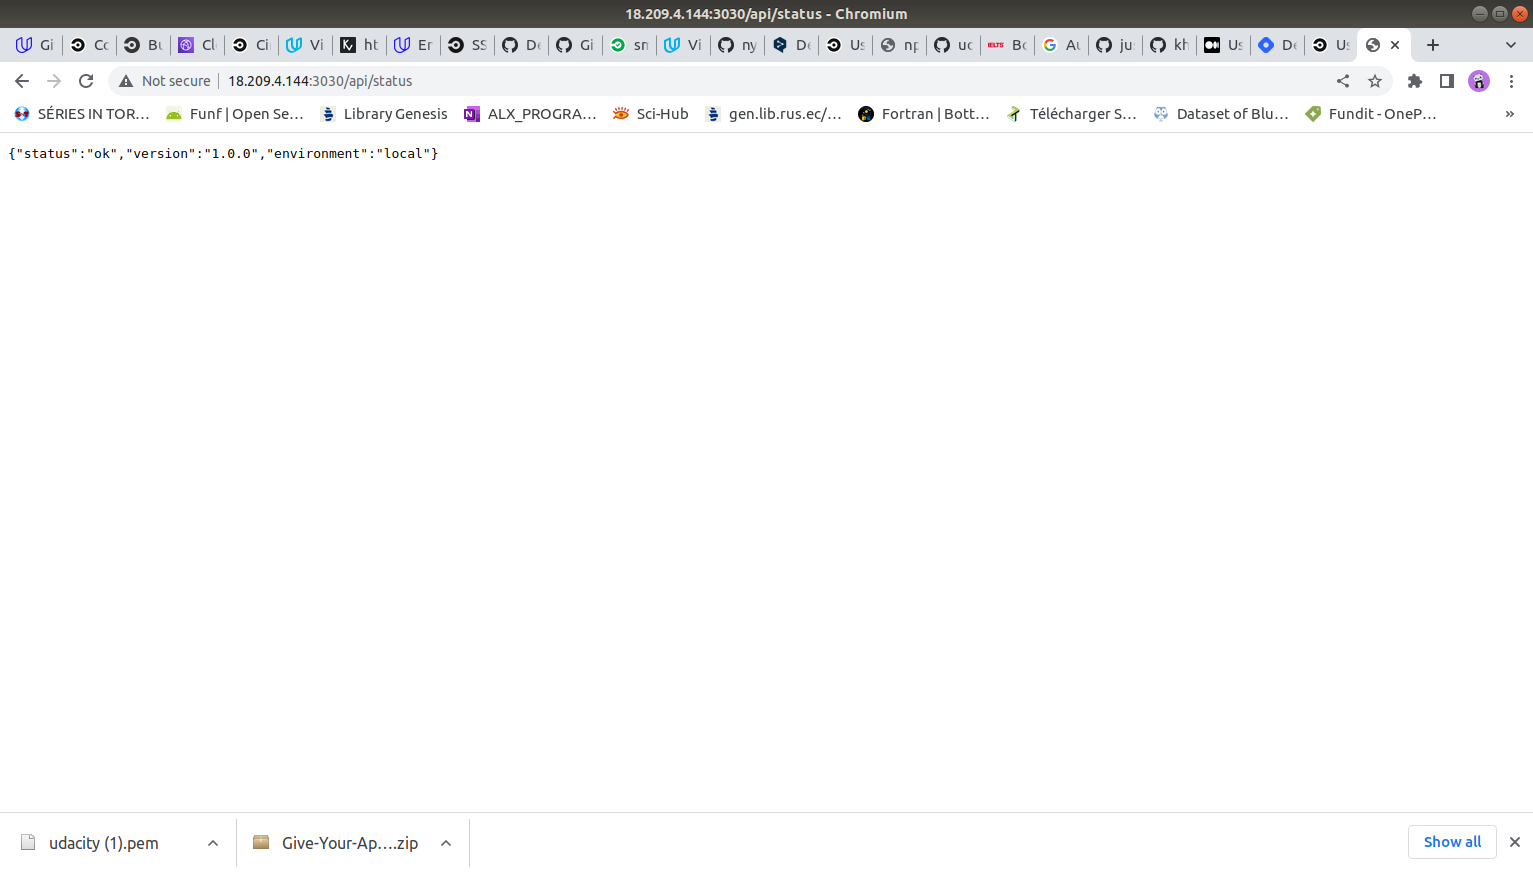 18.209.4.144:3030/api/status - Chromium
Gi Co Bu Cl Ci Vi ht Er SS De Gi sn Vi ny De Us np uc Be Au ju kh Us De Us
Not secure 18.209.4.144:3030/api/status
SÉRIES IN TOR… Funf | Open Se… Library Genesis ALX_PROGRA… Sci-Hub gen.lib.rus.ec/… Fortran | Bott… Télécharger S… Dataset of Blu… Fundit - OneP… »
{"status":"ok","version":"1.0.0","environment":"local"}
udacity (1).pem Give-Your-Ap….zip Show all